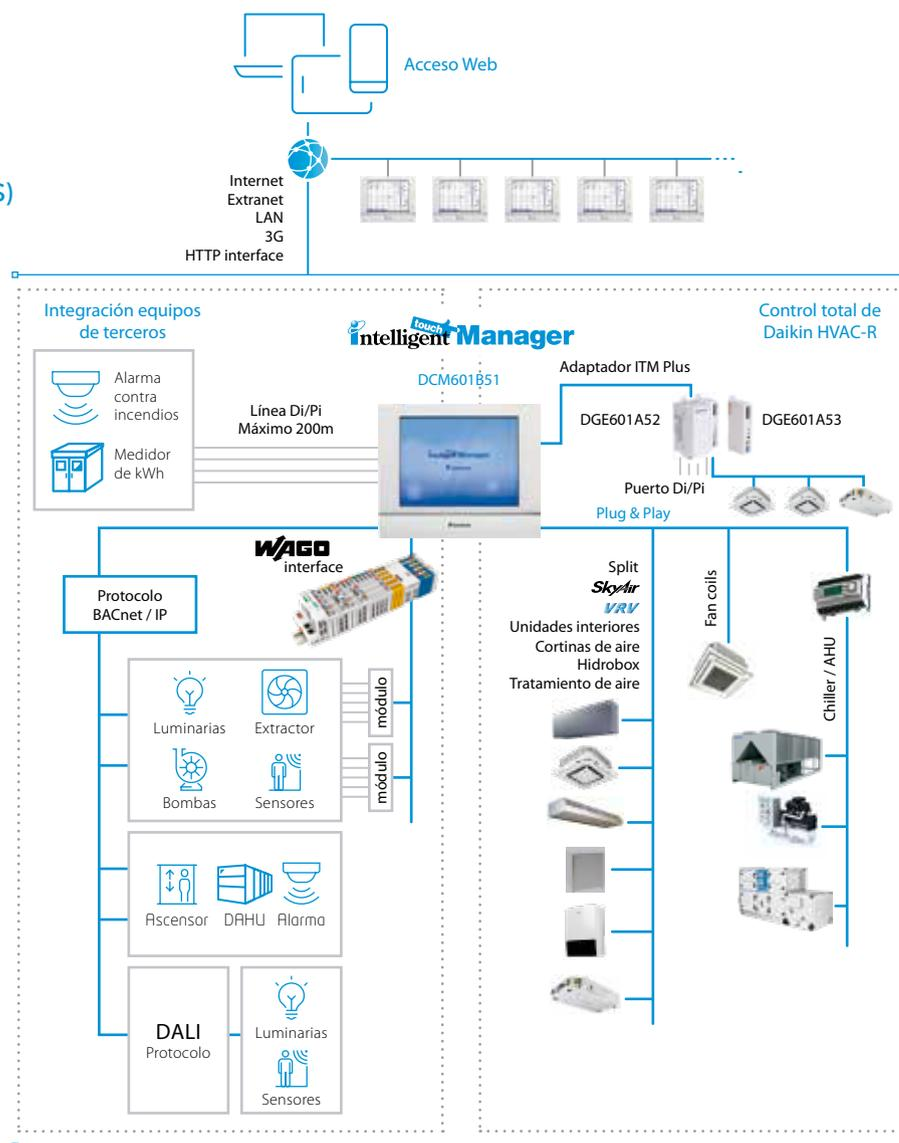 Acceso Web
S)
Internet
Extranet
LAN
3G
HTTP interface
Integración equipos
de terceros
intelligent touch Manager
Control total de
Daikin HVAC-R
DCM601B51
Adaptador ITM Plus
DGE601A52
DGE601A53
Alarma
contra
incendios
Medidor
de kWh
Línea Di/Pi
Máximo 200m
Puerto Di/Pi
Plug & Play
WAGO
interface
Protocolo
BACnet / IP
Luminarias
Extractor
Bombas
Sensores
módulo
módulo
Ascensor
DAHU
Alarma
DALI
Protocolo
Luminarias
Sensores
Split
SkyAir
VRV
Unidades interiores
Cortinas de aire
Hidrobox
Tratamiento de aire
Fan coils
Chiller / AHU